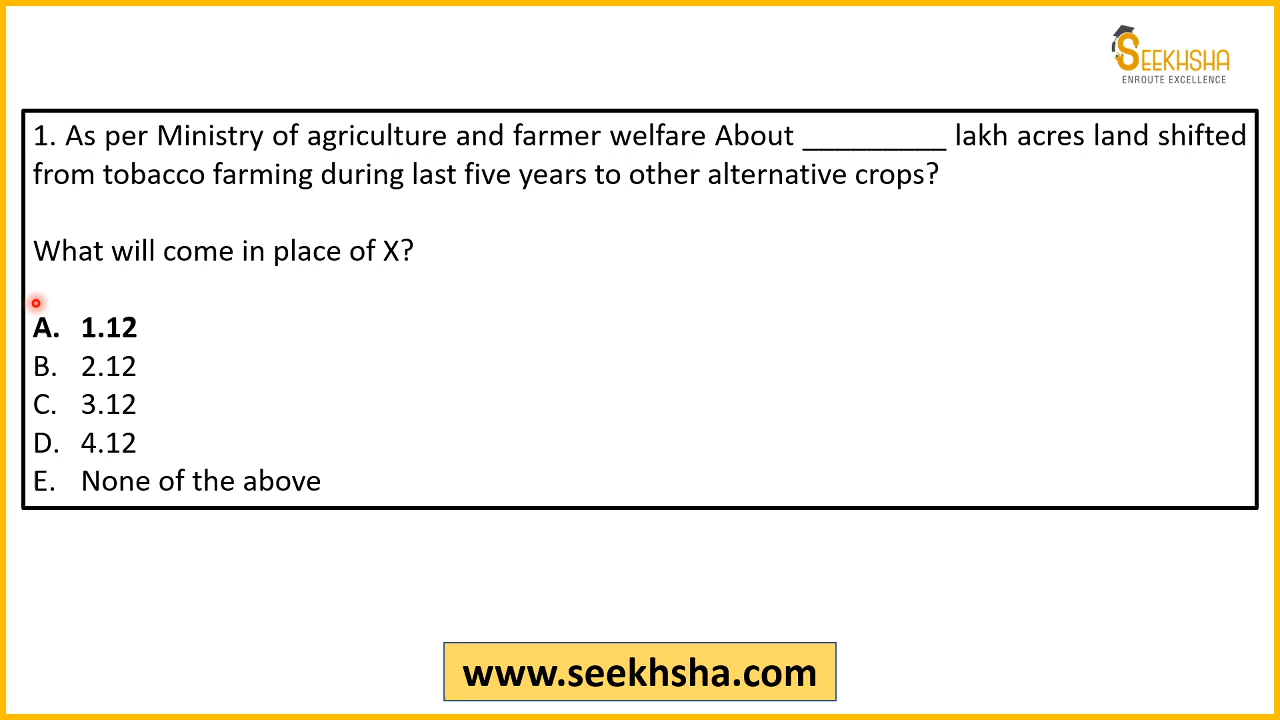 SEEKHSHA
ENROUTE EXCELLENCE
1. As per Ministry of agriculture and farmer welfare About _________ lakh acres land shifted
from tobacco farming during last five years to other alternative crops?
What will come in place of X?
A. 1.12
B. 2.12
C. 3.12
D. 4.12
E. None of the above
www.seekhsha.com